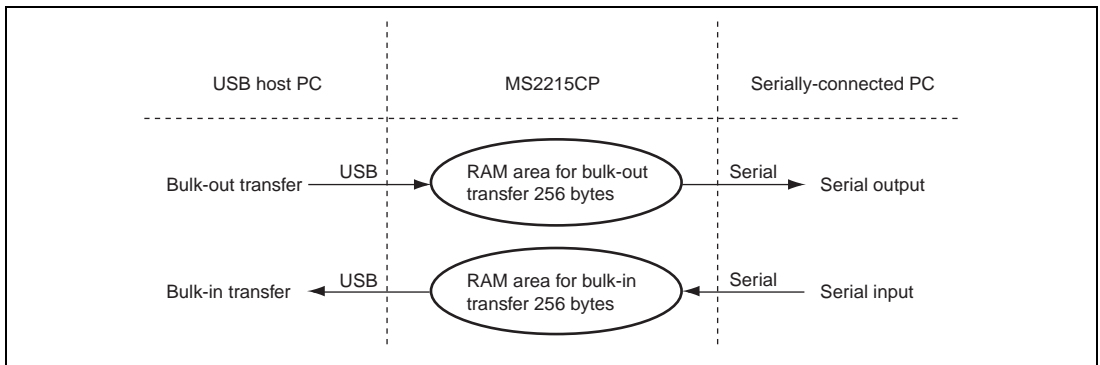 USB host PC
MS2215CP
Serially-connected PC
Bulk-out transfer
USB
RAM area for bulk-out
transfer 256 bytes
Serial
Serial output
Bulk-in transfer
USB
RAM area for bulk-in
transfer 256 bytes
Serial
Serial input